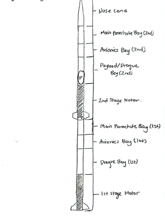 Nose Cone
Main Parachute Bay (2nd)
Avionics Bay (2nd)
Payload/Drogue
Bay (2nd)
2nd Stage Motor
Main Parachute Bay (1st)
Avionics Bay (1st)
Drogue Bay (1st)
1st Stage Motor